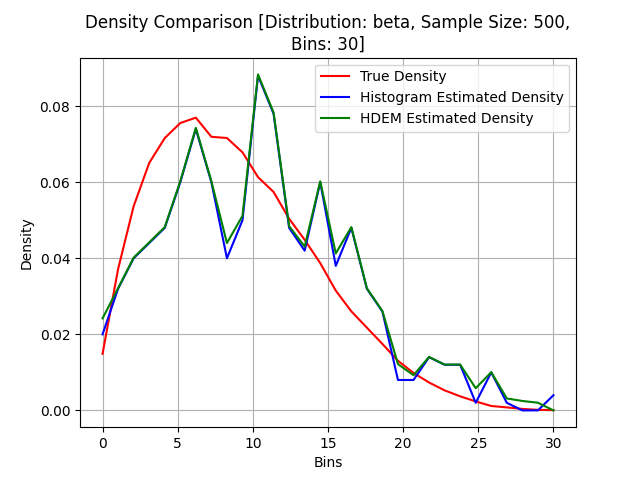 Density Comparison [Distribution: beta, Sample Size: 500,
Bins: 30]
True Density
Histogram Estimated Density
HDEM Estimated Density
Density
0.08
0.06
0.04
0.02
0.00
0 5 10 15 20 25 30
Bins